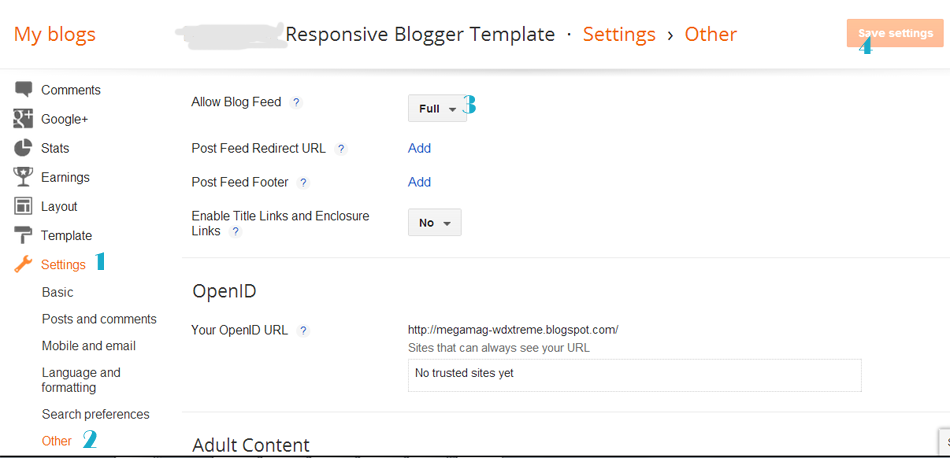 My blogs
Responsive Blogger Template · Settings › Other
Save settings
4
Comments
Google+
Stats
Earnings
Layout
Template
Settings 1
Basic
Posts and comments
Mobile and email
Language and
formatting
Search preferences
Other 2
Allow Blog Feed ? Full 3
Post Feed Redirect URL ? Add
Post Feed Footer ? Add
Enable Title Links and Enclosure
Links ? No
OpenID
Your OpenID URL ? http://megamag-wdxtreme.blogspot.com/
Sites that can always see your URL
No trusted sites yet
Adult Content